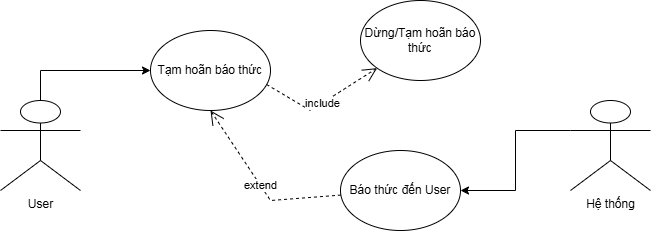 Dừng/Tạm hoãn báo
thức
Tạm hoãn báo thức
include
extend
Báo thức đến User
User
Hệ thống